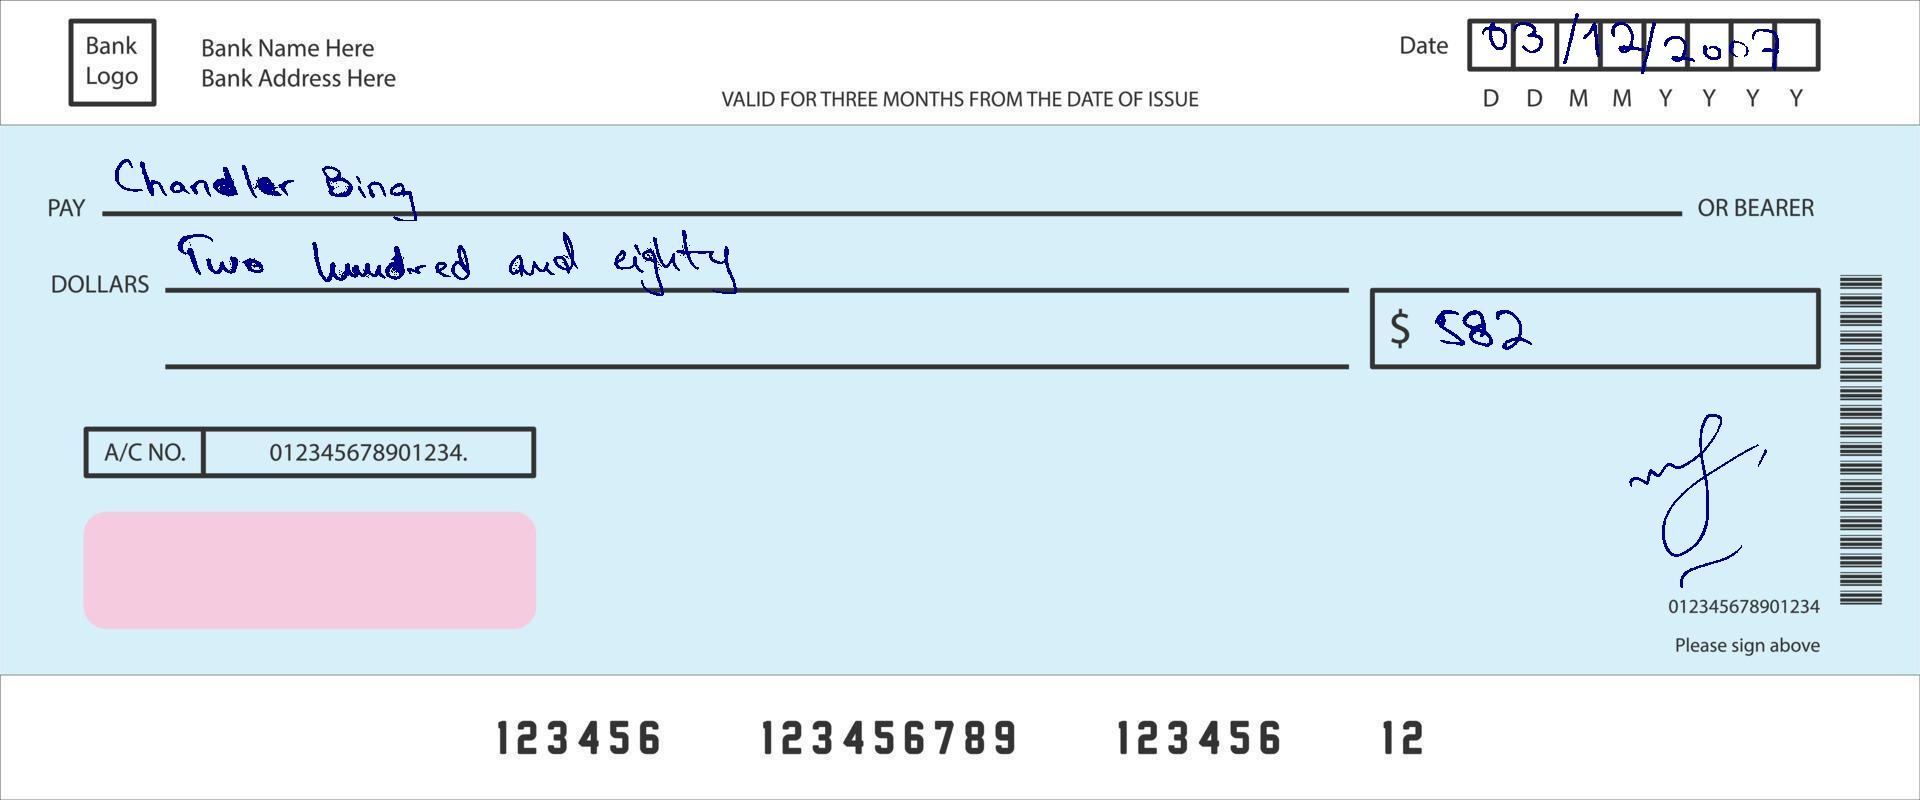 Bank Logo
Bank Name Here
Bank Address Here
VALID FOR THREE MONTHS FROM THE DATE OF ISSUE
Date 03/12/2007
D D M M Y Y Y Y
PAY Chandler Bing OR BEARER
DOLLARS Two hundred and eighty
$ 582
A/C NO. 012345678901234.
012345678901234
Please sign above
123456 123456789 123456 12